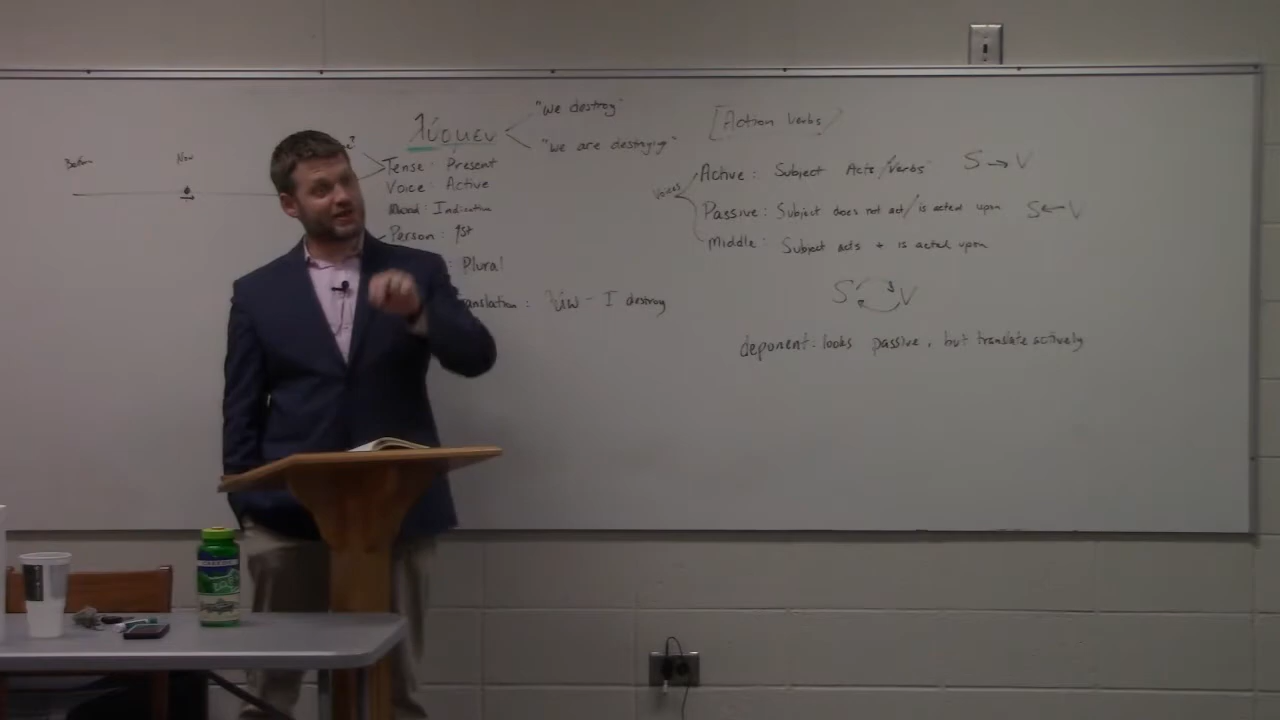 Before
Now
λύομεν
"we destroy"
"we are destroying"
Tense: Present
Voice: Active
Mood: Indicative
Person: 1st
: Plural
anslation: λύω - I destroy
[Action Verbs]
Voices
Active: Subject Acts/Verbs S → V
Passive: Subject does not act/is acted upon S ← V
Middle: Subject acts + is acted upon
S V
deponent: looks passive, but translate actively